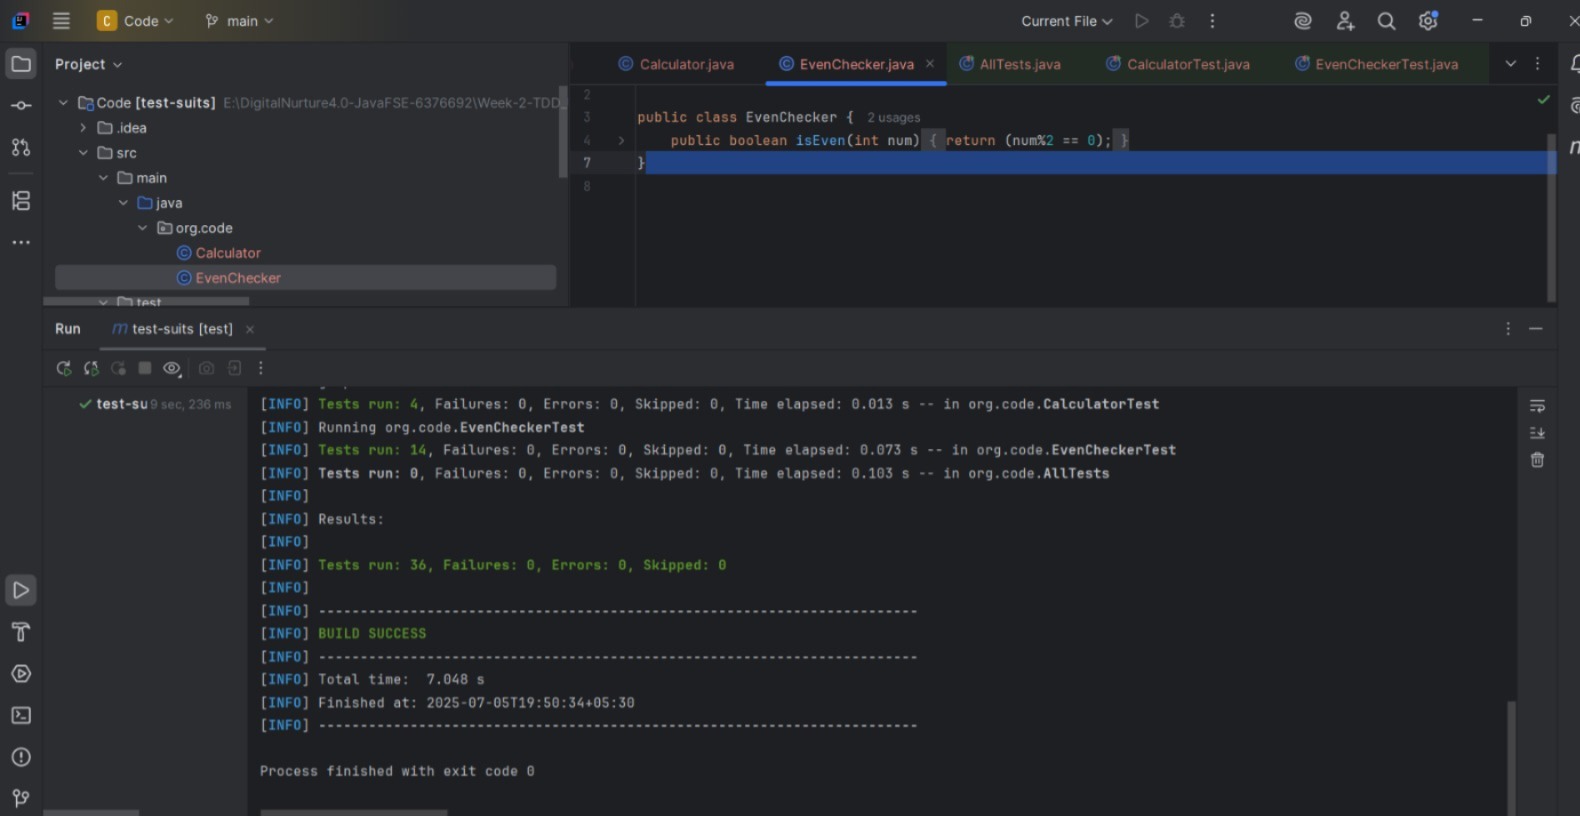 C Code main Current File
Project
Calculator.java EvenChecker.java AllTests.java CalculatorTest.java EvenCheckerTest.java
Code [test-suits] E:\DigitalNurture4.0-JavaFSE-6376692\Week-2-TDD_
.idea
src
main
java
org.code
Calculator
EvenChecker
test
2
3 public class EvenChecker { 2 usages
4 public boolean isEven(int num) { return (num%2 == 0); }
7 }
8
Run test-suits [test]
test-su 9 sec, 236 ms
[INFO] Tests run: 4, Failures: 0, Errors: 0, Skipped: 0, Time elapsed: 0.013 s -- in org.code.CalculatorTest
[INFO] Running org.code.EvenCheckerTest
[INFO] Tests run: 14, Failures: 0, Errors: 0, Skipped: 0, Time elapsed: 0.073 s -- in org.code.EvenCheckerTest
[INFO] Tests run: 0, Failures: 0, Errors: 0, Skipped: 0, Time elapsed: 0.103 s -- in org.code.AllTests
[INFO]
[INFO] Results:
[INFO]
[INFO] Tests run: 36, Failures: 0, Errors: 0, Skipped: 0
[INFO]
[INFO] ------------------------------------------------------------------------
[INFO] BUILD SUCCESS
[INFO] ------------------------------------------------------------------------
[INFO] Total time:  7.048 s
[INFO] Finished at: 2025-07-05T19:50:34+05:30
[INFO] ------------------------------------------------------------------------
Process finished with exit code 0